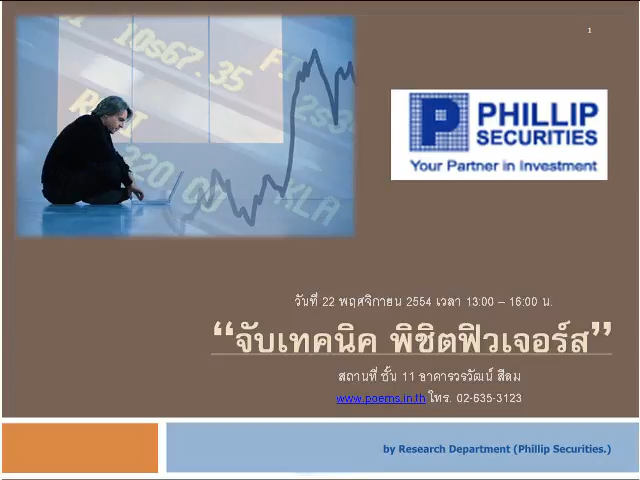 1
PHILLIP
SECURITIES
Your Partner in Investment
10s67.35
วันที่ 22 พฤศจิกายน 2554 เวลา 13:00 – 16:00 น.
“จับเทคนิค พิชิตฟิวเจอร์ส”
สถานที่ ชั้น 11 อาคารวรวัฒน์ สีลม
www.poems.in.th โทร. 02-635-3123
by Research Department (Phillip Securities.)